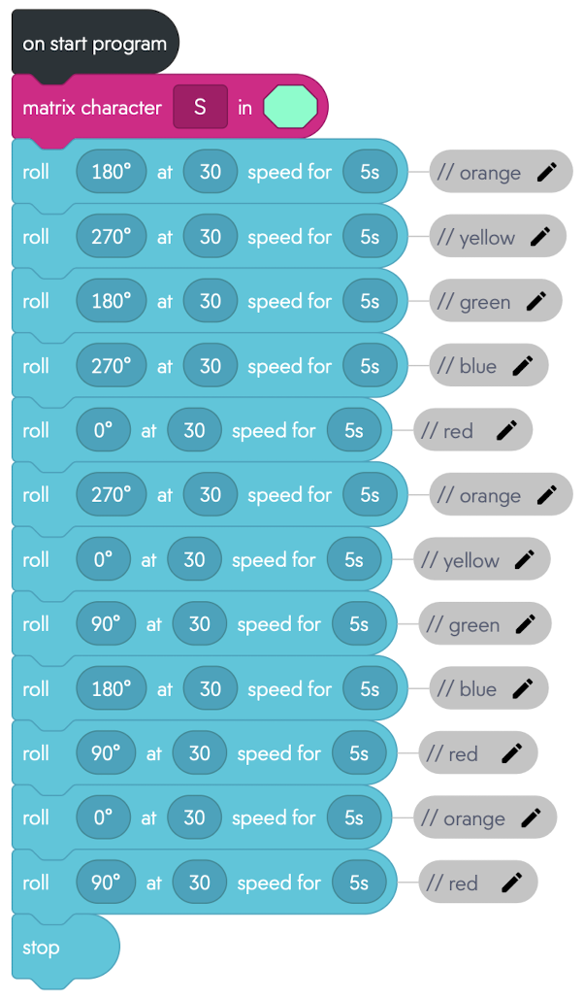 on start program
matrix character S in
roll 180° at 30 speed for 5s // orange
roll 270° at 30 speed for 5s // yellow
roll 180° at 30 speed for 5s // green
roll 270° at 30 speed for 5s // blue
roll 0° at 30 speed for 5s // red
roll 270° at 30 speed for 5s // orange
roll 0° at 30 speed for 5s // yellow
roll 90° at 30 speed for 5s // green
roll 180° at 30 speed for 5s // blue
roll 90° at 30 speed for 5s // red
roll 0° at 30 speed for 5s // orange
roll 90° at 30 speed for 5s // red
stop